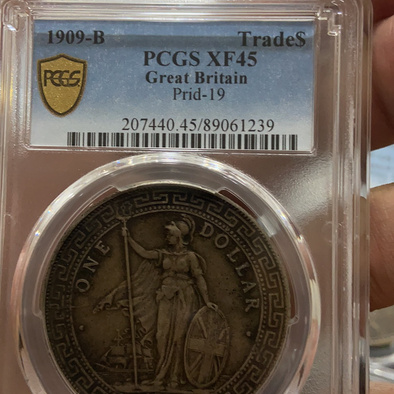 1909-B Trade$
PCGS XF45
Great Britain
Prid-19
PCGS
207440.45/89061239
ONE DOLLAR